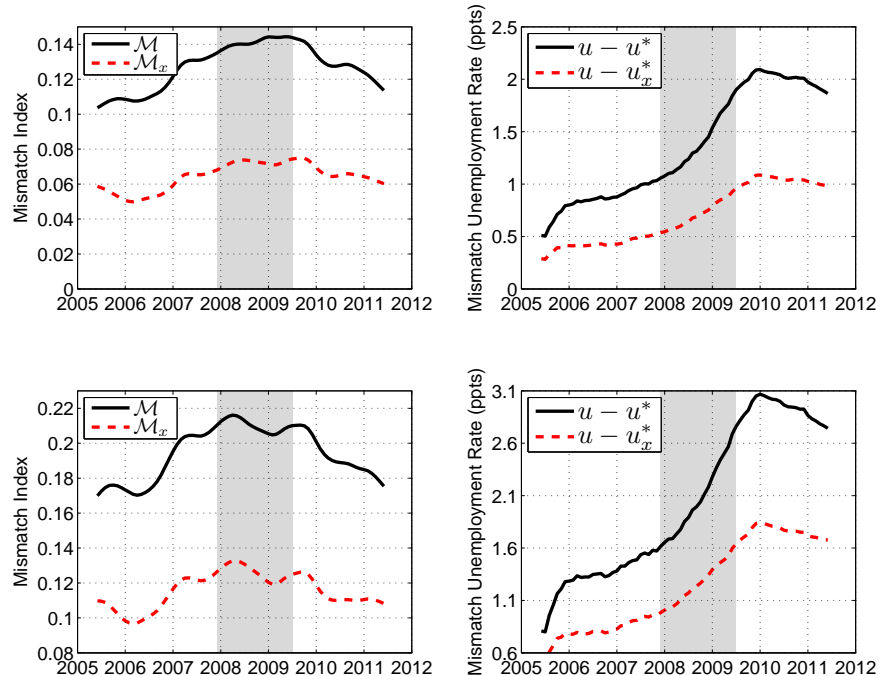 Mismatch Index
0.14
0.12
0.1
0.08
0.06
0.04
0.02
0
2005 2006 2007 2008 2009 2010 2011 2012
ℳ
ℳₓ
Mismatch Unemployment Rate (ppts)
2.5
2
1.5
1
0.5
0
2005 2006 2007 2008 2009 2010 2011 2012
u − u*
u − u*ₓ
Mismatch Index
0.22
0.2
0.18
0.16
0.14
0.12
0.1
0.08
2005 2006 2007 2008 2009 2010 2011 2012
ℳ
ℳₓ
Mismatch Unemployment Rate (ppts)
3.1
2.6
2.1
1.6
1.1
0.6
2005 2006 2007 2008 2009 2010 2011 2012
u − u*
u − u*ₓ